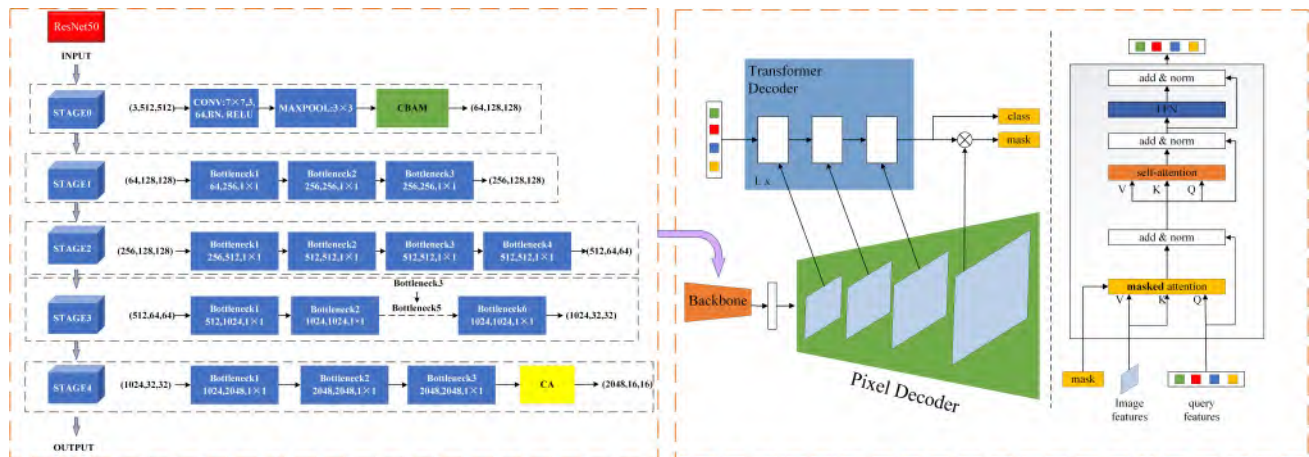 ResNet50
INPUT
STAGE0
(3,512,512)
CONV:7×7,3,
64,BN, RELU
MAXPOOL:3×3
CBAM
(64,128,128)
STAGE1
(64,128,128)
Bottleneck1
64,256,1×1
Bottleneck2
256,256,1×1
Bottleneck3
256,256,1×1
(256,128,128)
STAGE2
(256,128,128)
Bottleneck1
256,512,1×1
Bottleneck2
512,512,1×1
Bottleneck3
512,512,1×1
Bottleneck4
512,512,1×1
(512,64,64)
STAGE3
(512,64,64)
Bottleneck1
512,1024,1×1
Bottleneck2
1024,1024,1×1
Bottleneck3
Bottleneck5
Bottleneck6
1024,1024,1×1
(1024,32,32)
STAGE4
(1024,32,32)
Bottleneck1
1024,2048,1×1
Bottleneck2
2048,2048,1×1
Bottleneck3
2048,2048,1×1
CA
(2048,16,16)
OUTPUT
Transformer
Decoder
L x
class
mask
Backbone
Pixel Decoder
add & norm
FFN
add & norm
self-attention
V
K
Q
add & norm
masked attention
V
K
Q
mask
Image
features
query
features